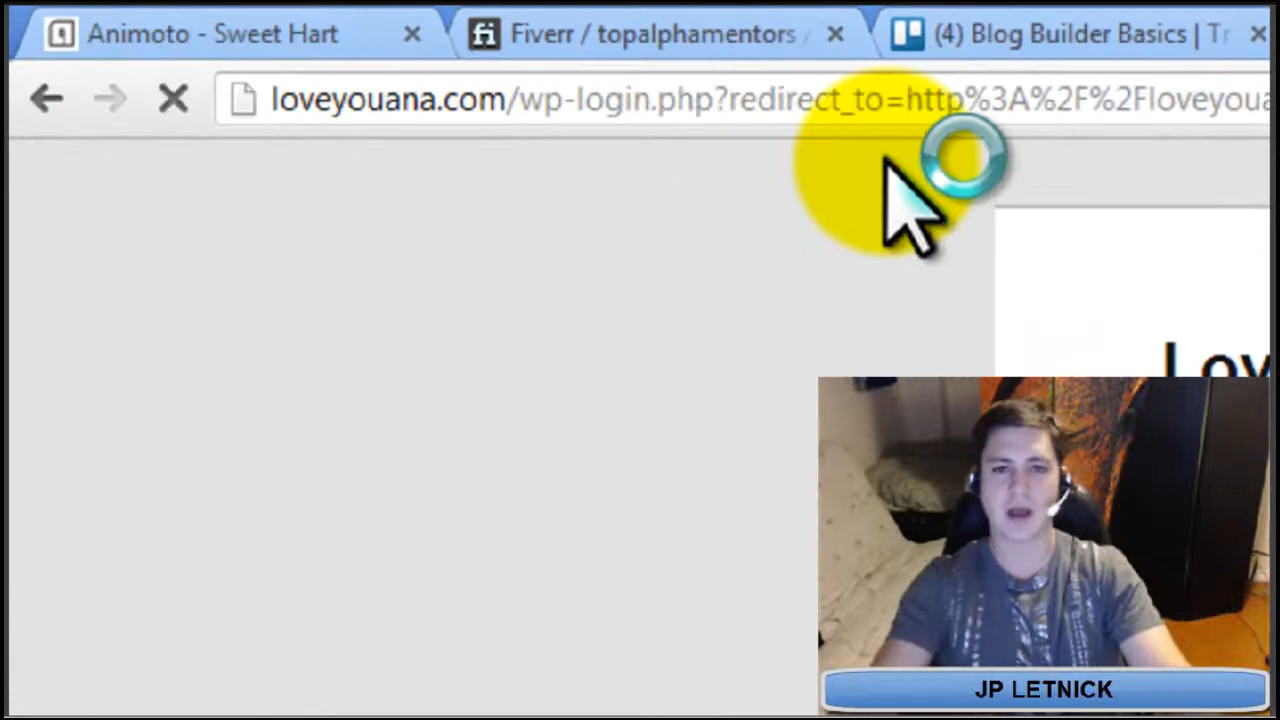 Animoto - Sweet Hart
Fiverr / topalphamentors /
(4) Blog Builder Basics | Tr
loveyouana.com/wp-login.php?redirect_to=http%3A%2F%2Floveyoua
Lov
JP LETNICK